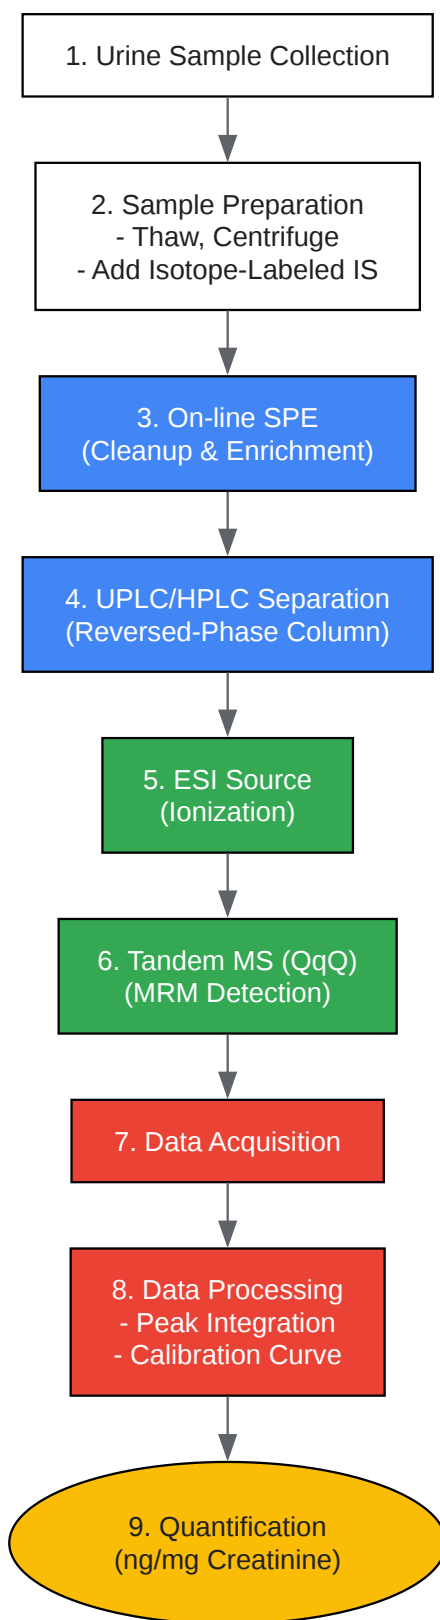 1. Urine Sample Collection
2. Sample Preparation
- Thaw, Centrifuge
- Add Isotope-Labeled IS
3. On-line SPE
(Cleanup & Enrichment)
4. UPLC/HPLC Separation
(Reversed-Phase Column)
5. ESI Source
(Ionization)
6. Tandem MS (QqQ)
(MRM Detection)
7. Data Acquisition
8. Data Processing
- Peak Integration
- Calibration Curve
9. Quantification
(ng/mg Creatinine)